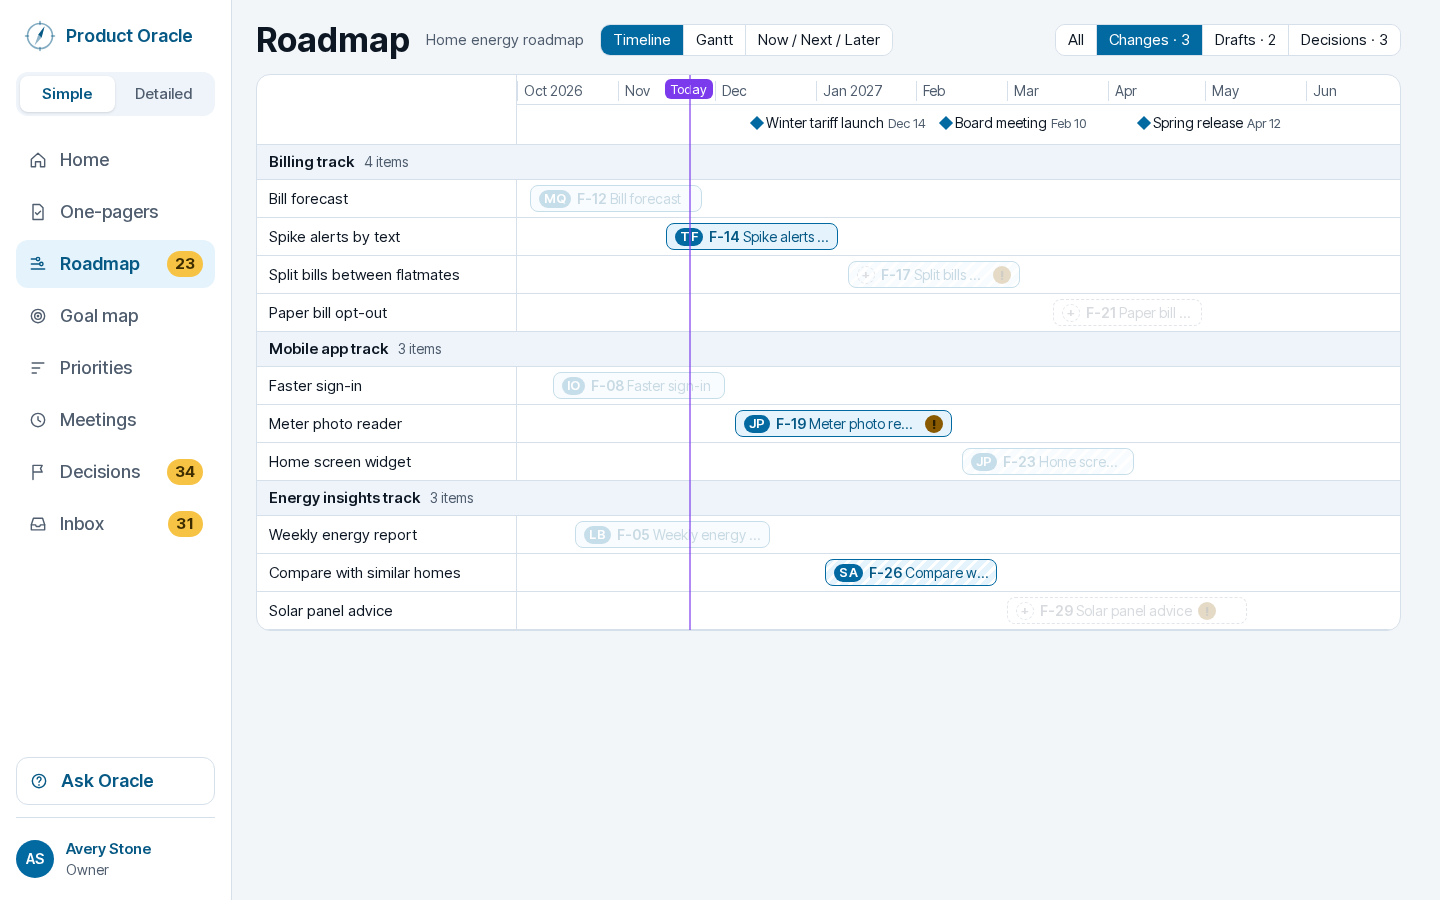 Product Oracle
Simple
Detailed
Home
One-pagers
Roadmap
23
Goal map
Priorities
Meetings
Decisions
34
Inbox
31
Ask Oracle
AS
Avery Stone
Owner
Roadmap
Home energy roadmap
Timeline
Gantt
Now / Next / Later
All
Changes · 3
Drafts · 2
Decisions · 3
Oct 2026
Nov
Today
Dec
Jan 2027
Feb
Mar
Apr
May
Jun
Winter tariff launch Dec 14
Board meeting Feb 10
Spring release Apr 12
Billing track 4 items
Bill forecast
MQ F-12 Bill forecast
Spike alerts by text
TF F-14 Spike alerts ...
Split bills between flatmates
+ F-17 Split bills ... !
Paper bill opt-out
+ F-21 Paper bill ...
Mobile app track 3 items
Faster sign-in
IO F-08 Faster sign-in
Meter photo reader
JP F-19 Meter photo re... !
Home screen widget
JP F-23 Home scre...
Energy insights track 3 items
Weekly energy report
LB F-05 Weekly energy ...
Compare with similar homes
SA F-26 Compare w...
Solar panel advice
+ F-29 Solar panel advice !